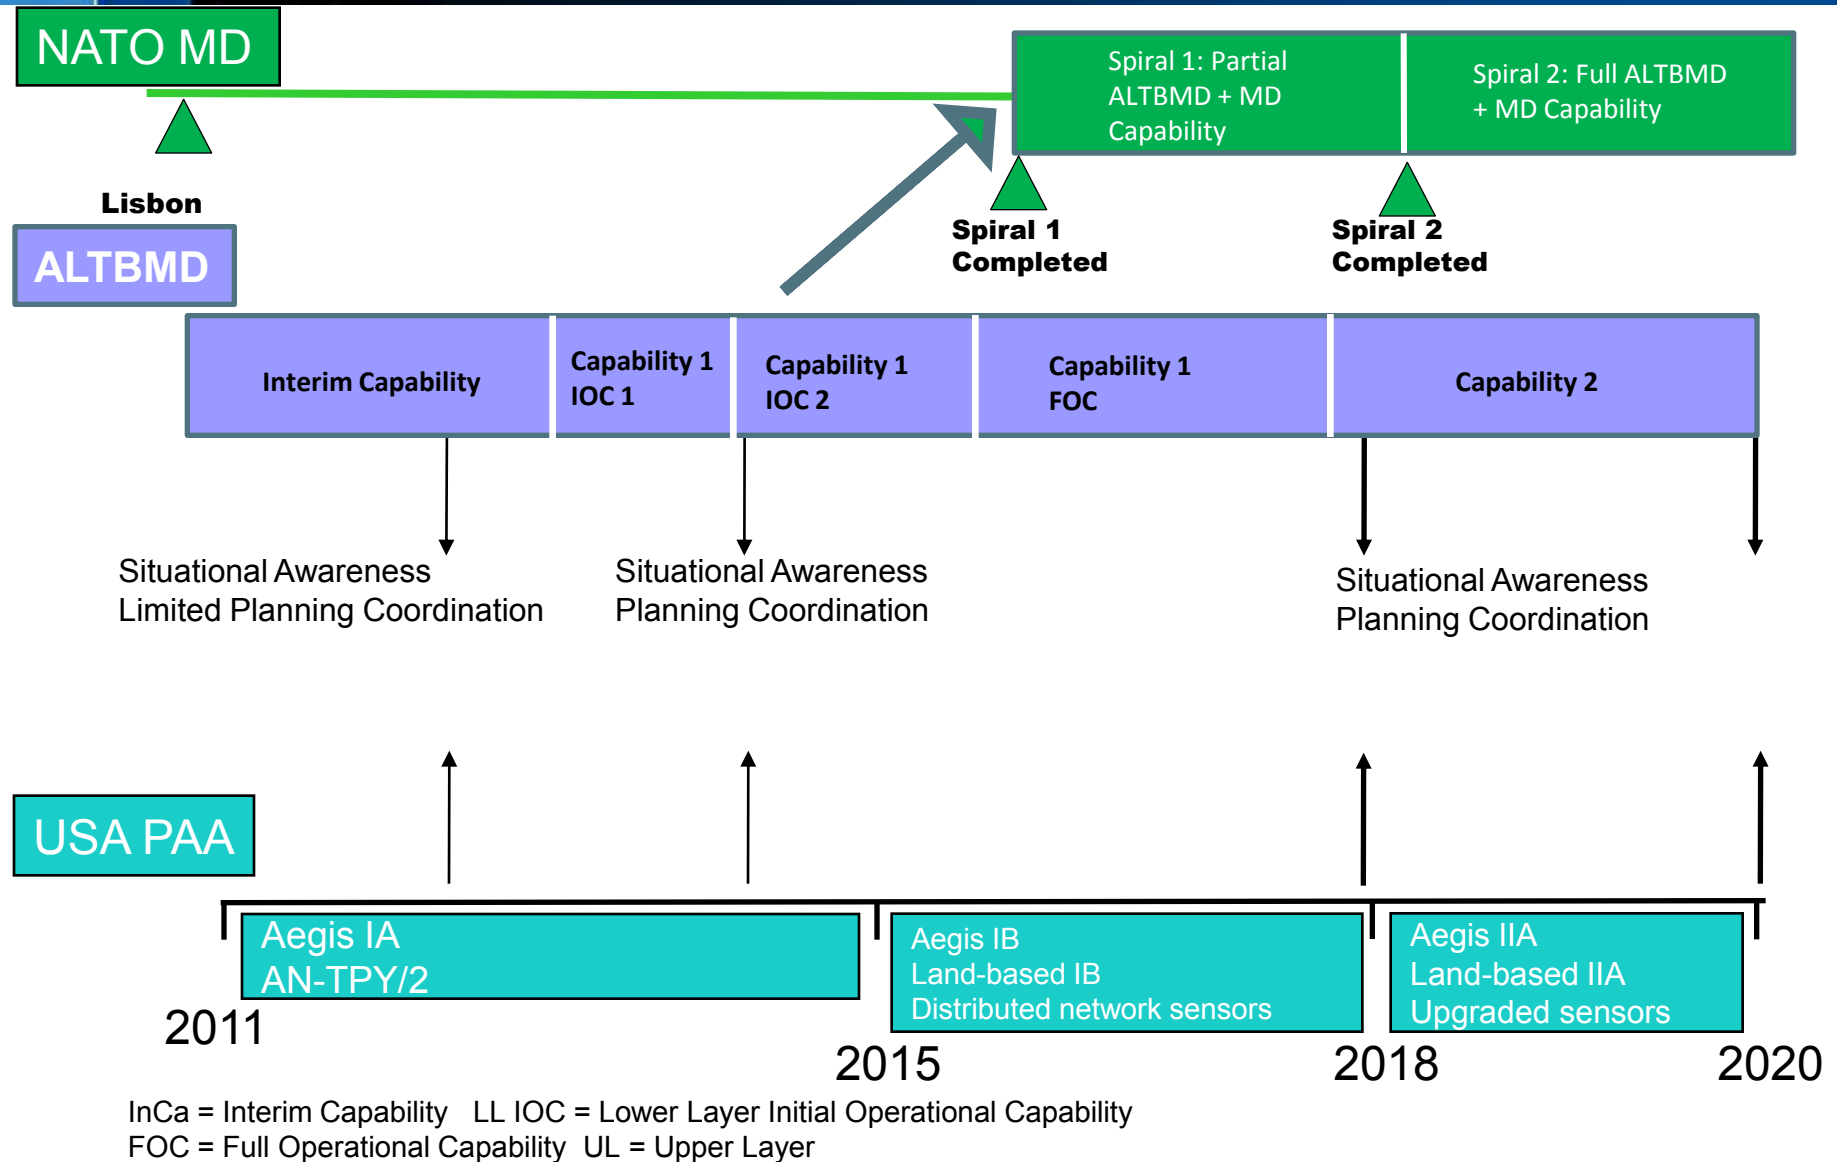 NATO MD
Spiral 1: Partial
ALTBMD + MD
Capability
Spiral 2: Full ALTBMD
+ MD Capability
Lisbon
Spiral 1
Completed
Spiral 2
Completed
ALTBMD
Interim Capability
Capability 1
IOC 1
Capability 1
IOC 2
Capability 1
FOC
Capability 2
Situational Awareness
Limited Planning Coordination
Situational Awareness
Planning Coordination
Situational Awareness
Planning Coordination
USA PAA
Aegis IA
AN-TPY/2
Aegis IB
Land-based IB
Distributed network sensors
Aegis IIA
Land-based IIA
Upgraded sensors
2011
2015
2018
2020
InCa = Interim Capability LL IOC = Lower Layer Initial Operational Capability
FOC = Full Operational Capability UL = Upper Layer